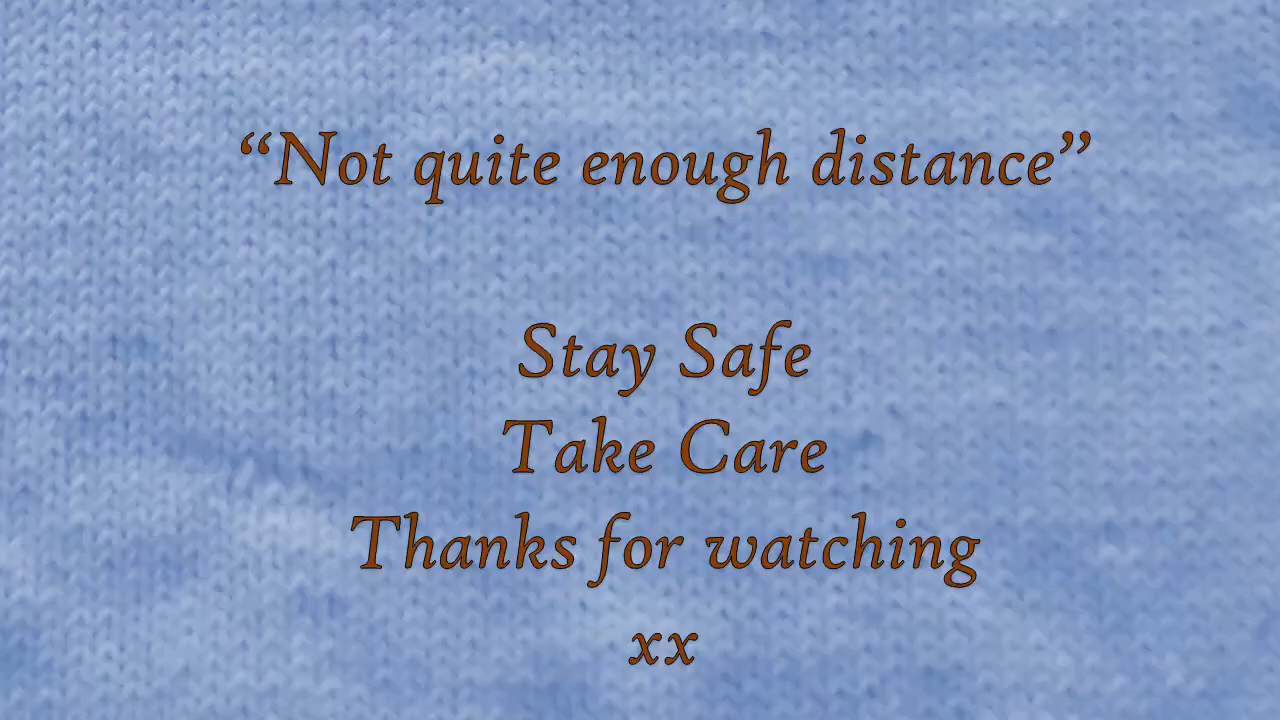 “Not quite enough distance”
Stay Safe
Take Care
Thanks for watching
xx